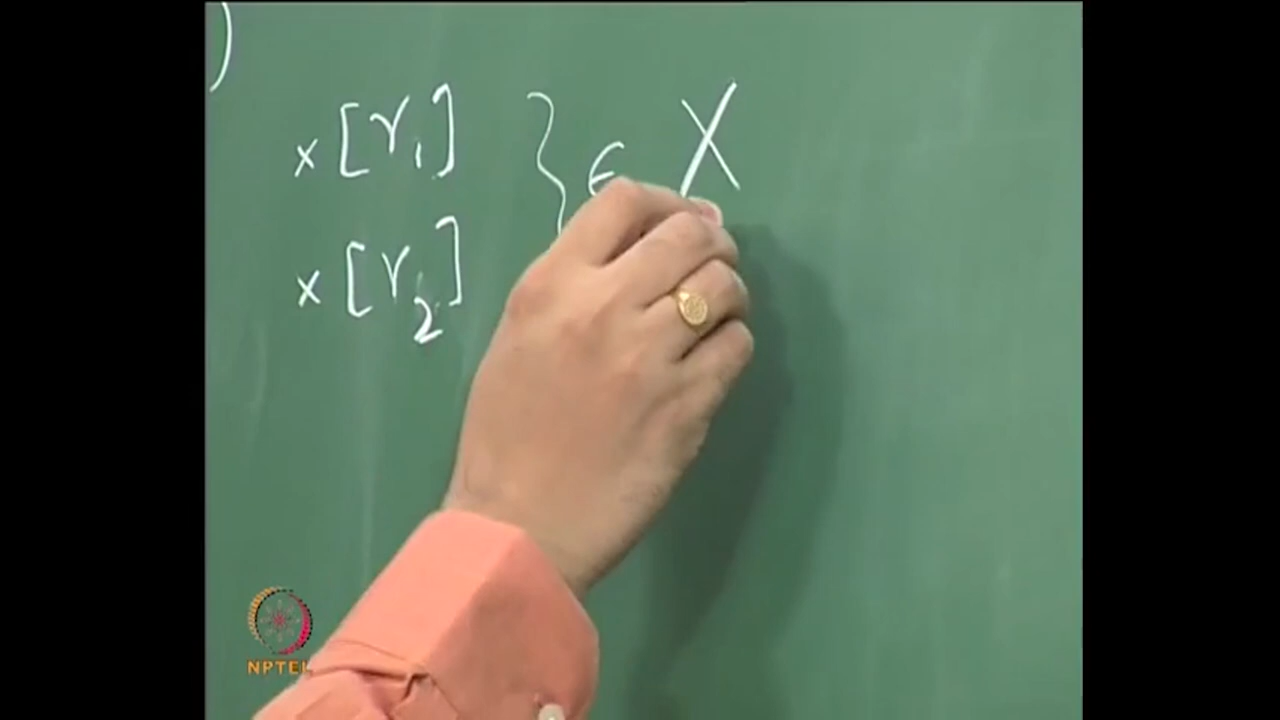 )
x [r₁] } ∈ X
x [r₂]
NPTEL